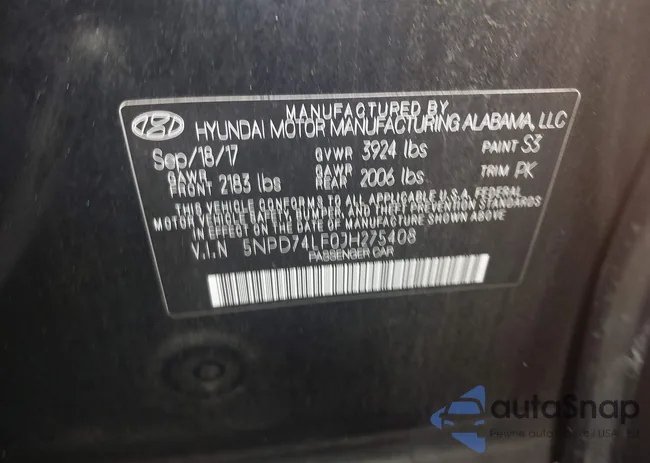 MANUFACTURED BY
HYUNDAI MOTOR MANUFACTURING ALABAMA, LLC
Sep/18/17 GVWR 3924 lbs PAINT S3
GAWR FRONT 2183 lbs GAWR REAR 2006 lbs TRIM PK
THIS VEHICLE CONFORMS TO ALL APPLICABLE U.S.A. FEDERAL
MOTOR VEHICLE SAFETY, BUMPER, AND THEFT PREVENTION STANDARDS
IN EFFECT ON THE DATE OF MANUFACTURE SHOWN ABOVE.
V.I.N 5NPD74LF0JH275408
PASSENGER CAR
autoSnap